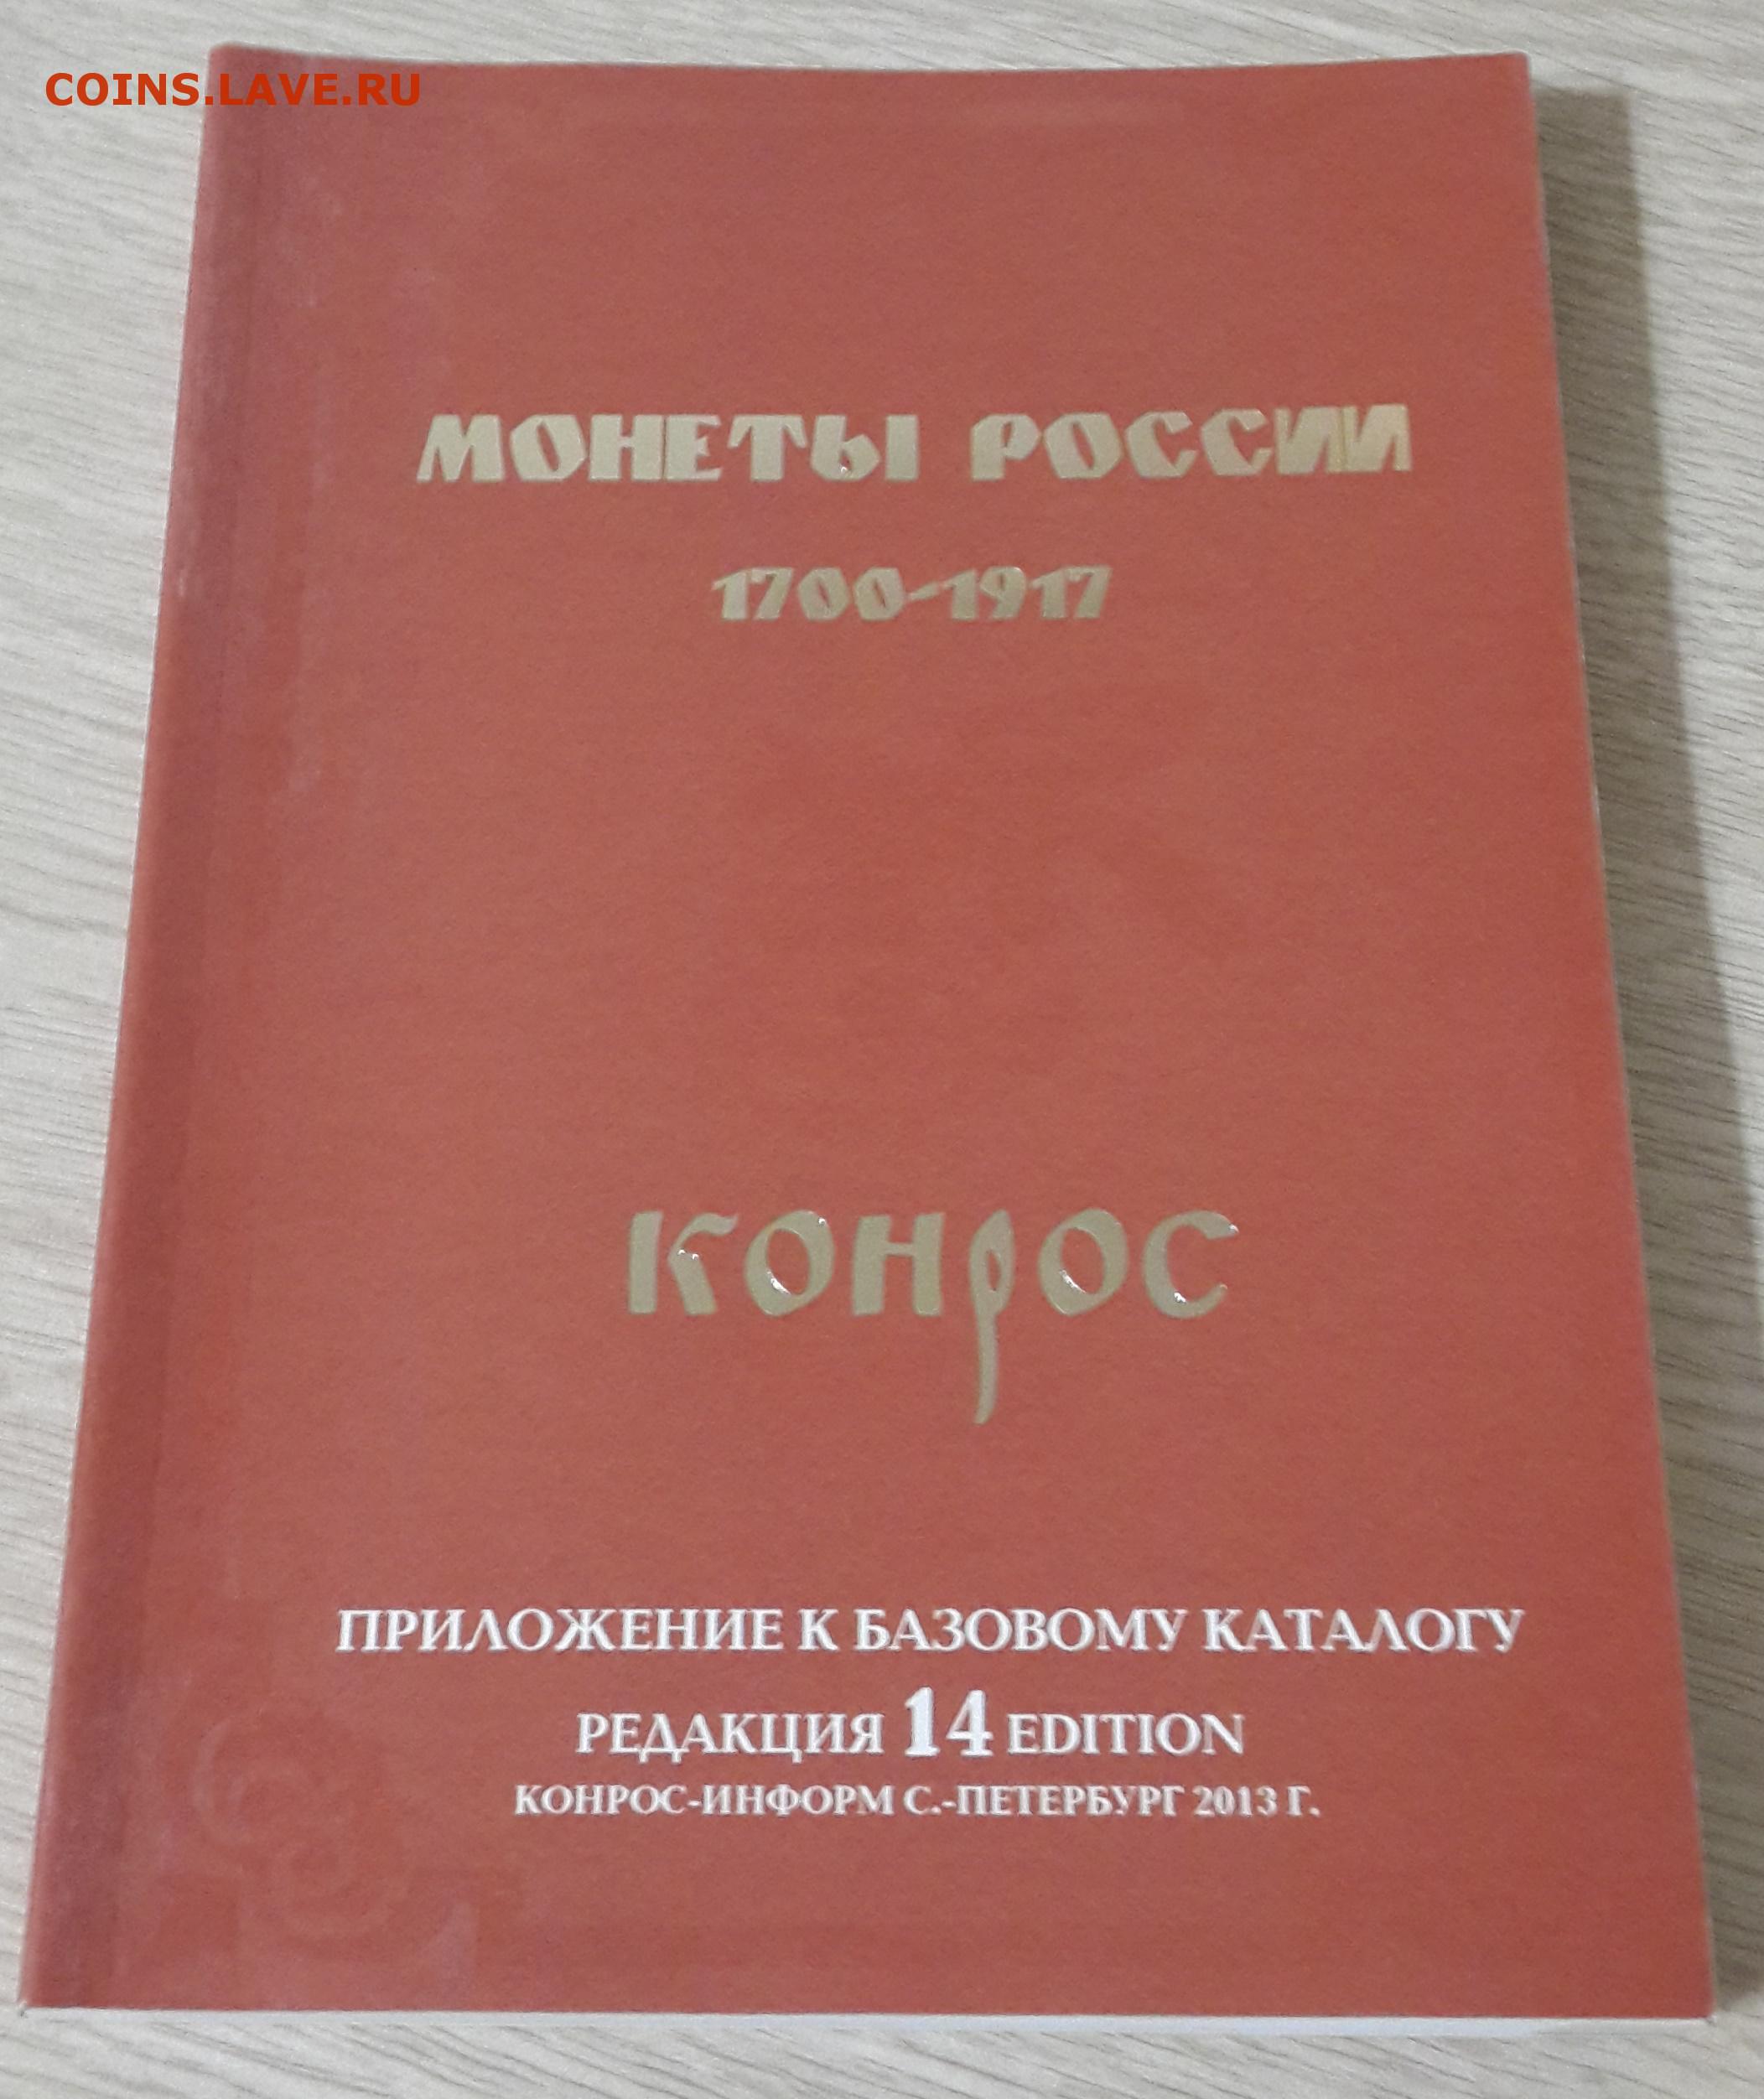 COINS.LAVE.RU
МОНЕТЫ РОССИИ
1700-1917
КОНРОС
ПРИЛОЖЕНИЕ К БАЗОВОМУ КАТАЛОГУ
РЕДАКЦИЯ 14 EDITION
КОНРОС-ИНФОРМ С.-ПЕТЕРБУРГ 2013 Г.